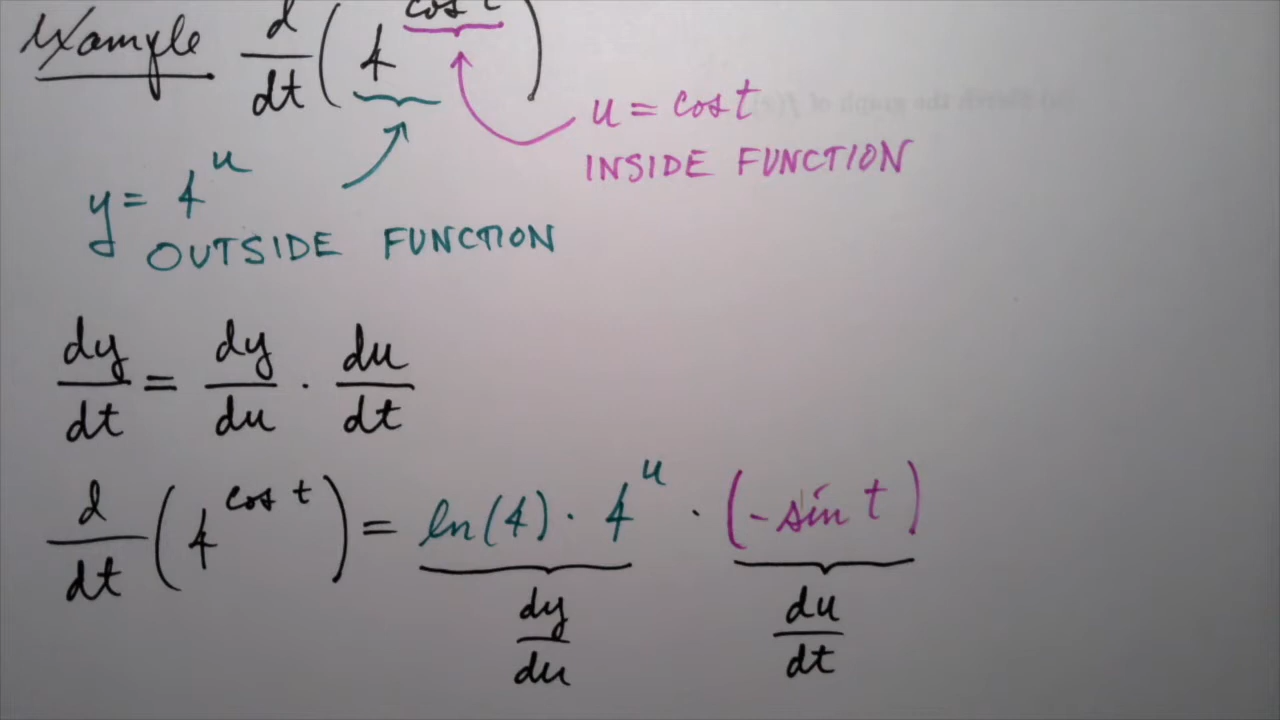 Example d/dt ( 4^cos t )
u = cos t
INSIDE FUNCTION
y = 4^u
OUTSIDE FUNCTION
dy/dt = dy/du · du/dt
d/dt ( 4^cos t ) = ln(4) · 4^u · (- sin t)
dy/du du/dt